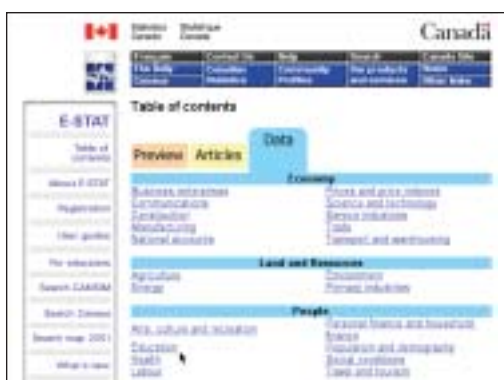 Statistics Statistique
Canada Canada
Canada
Français Contact Us Help Search Canada Site
The Daily Canadian Community Our products Home
Census Statistics Profiles and services Other links
Table of contents
E-STAT
Table of
contents
About E-STAT
Registration
User guides
For educators
Search CANSIM
Search Census
Search map 2001
What's new
Preview Articles Data
Economy
Business enterprises Prices and price indexes
Communications Science and technology
Construction Service industries
Manufacturing Trade
National accounts Transport and warehousing
Land and Resources
Agriculture Environment
Energy Primary industries
People
Arts, culture and recreation Personal finance and household
finance
Education Population and demography
Health Social conditions
Labour Travel and tourism